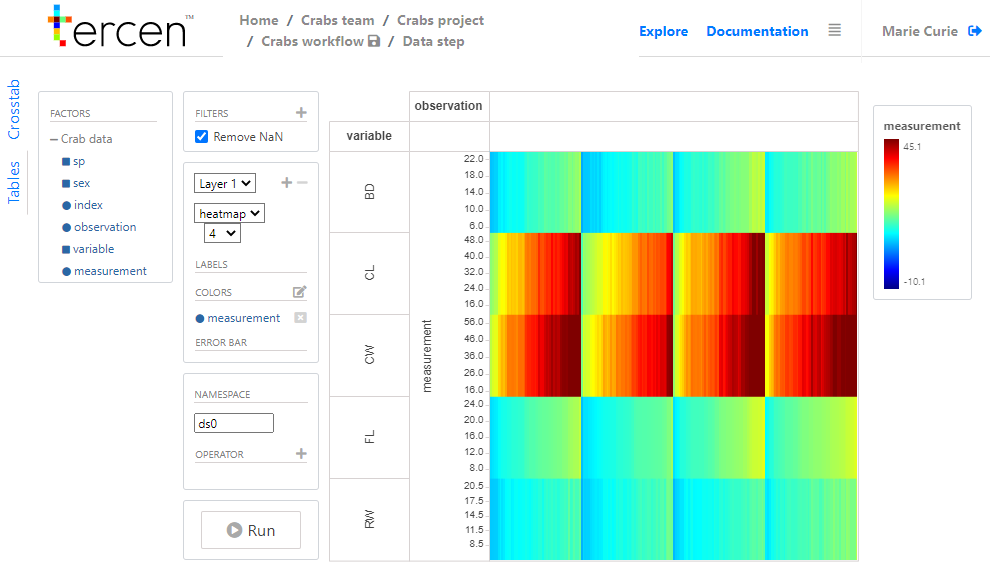 tercen™
Home / Crabs team / Crabs project
/ Crabs workflow / Data step
Explore Documentation
Marie Curie
Crosstab
Tables
FACTORS
Crab data
sp
sex
index
observation
variable
measurement
FILTERS
Remove NaN
Layer 1
heatmap
4
LABELS
COLORS
measurement
ERROR BAR
NAMESPACE
ds0
OPERATOR
Run
observation
variable
BD
CL
CW
FL
RW
measurement
22.0
18.0
14.0
10.0
6.0
48.0
40.0
32.0
24.0
16.0
56.0
46.0
36.0
26.0
16.0
24.0
20.0
16.0
12.0
8.0
20.5
17.5
14.5
11.5
8.5
measurement
45.1
-10.1